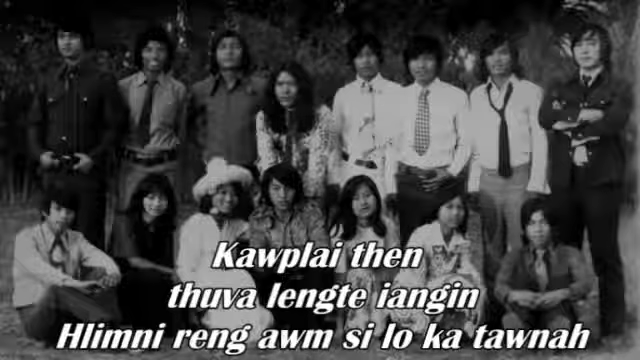 Kawplai then
thuva lengte iangin
Hlimni reng awm si lo ka tawnah